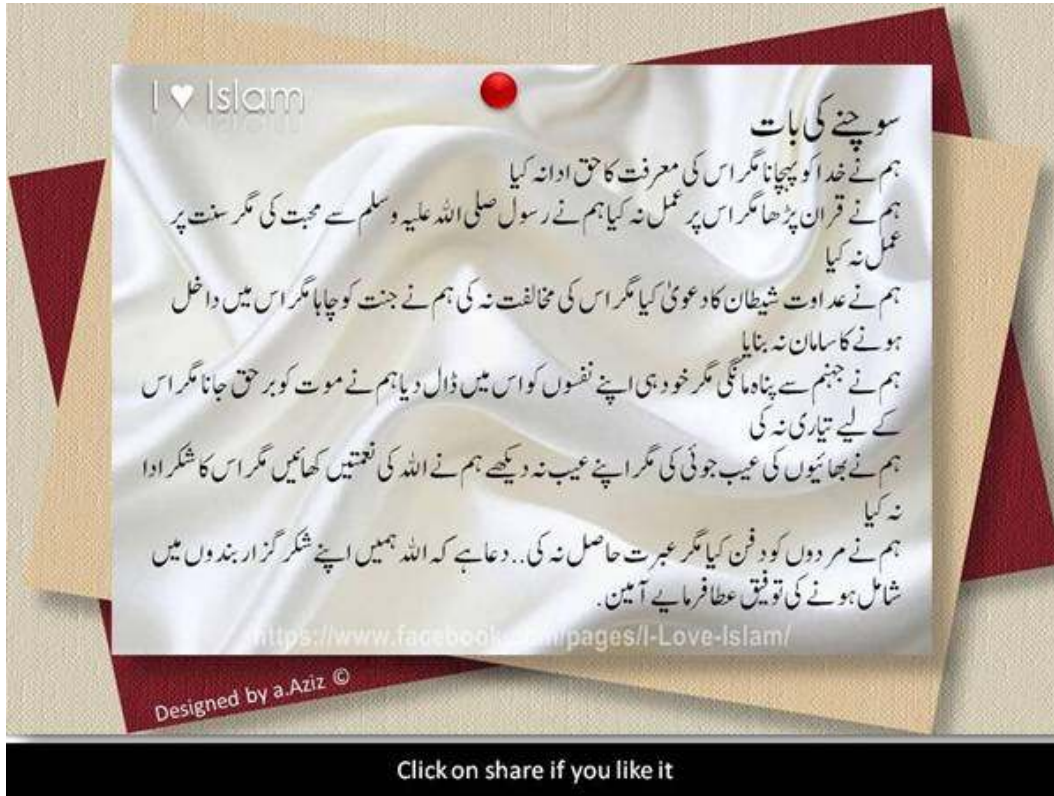 I ♥ Islam
سوچنے کی بات
ہم نے خدا کو پہچانا مگر اس کی معرفت کا حق ادا نہ کیا
ہم نے قران پڑھا مگر اس پر عمل نہ کیا ہم نے رسول صلی اللہ علیہ وسلم سے محبت کی مگر سنت پر
عمل نہ کیا
ہم نے عداوت شیطان کا دعویٰ کیا مگر اس کی مخالفت نہ کی ہم نے جنت کو چاہا مگر اس میں داخل
ہونے کا سامان نہ بنایا
ہم نے جہنم سے پناہ مانگی مگر خود ہی اپنے نفسوں کو اس میں ڈال دیا ہم نے موت کو برحق جانا مگر اس
کے لیے تیاری نہ کی
ہم نے بھائیوں کی عیب جوئی کی مگر اپنے عیب نہ دیکھے ہم نے اللہ کی نعمتیں کھائیں مگر اس کا شکر ادا
نہ کیا
ہم نے مردوں کو دفن کیا مگر عبرت حاصل نہ کی.. دعا ہے کہ اللہ ہمیں اپنے شکر گزار بندوں میں
شامل ہونے کی توفیق عطا فرمایے آمین.
https://www.facebook.com/pages/I-Love-Islam/
Designed by a.Aziz ©
Click on share if you like it